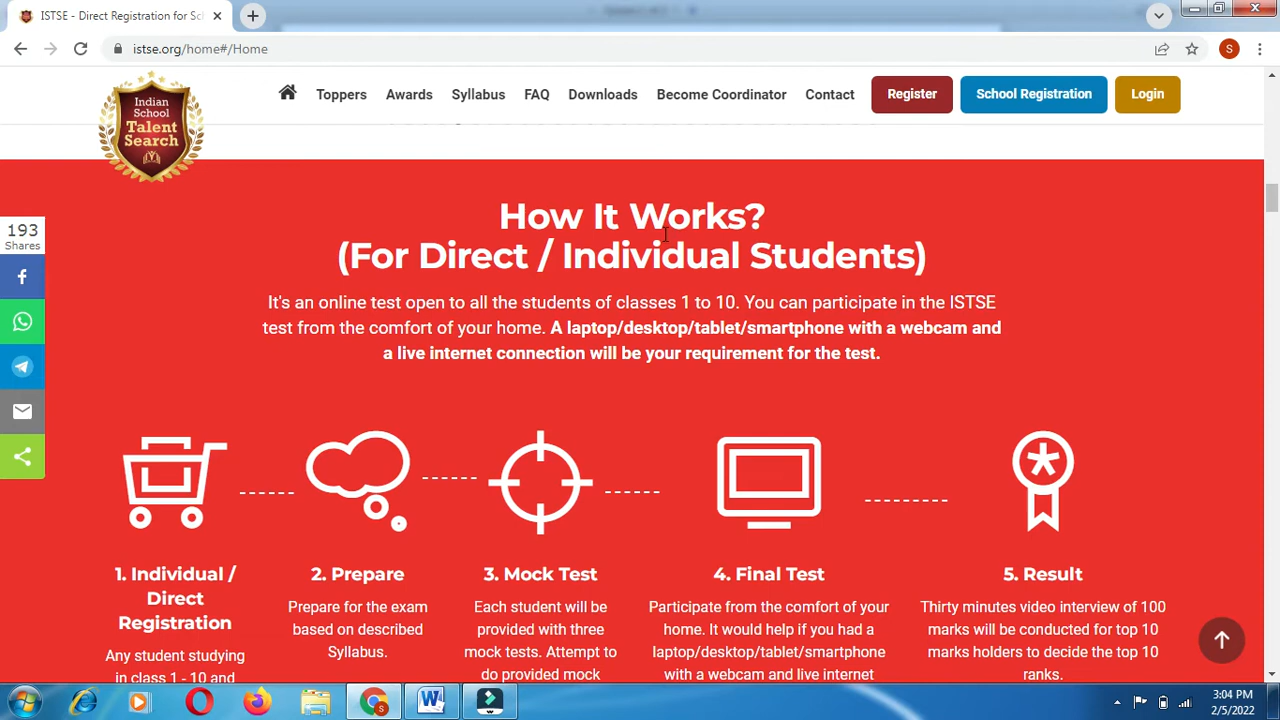 ISTSE - Direct Registration for Sc
istse.org/home#/Home
S
Indian
School
Talent
Search
Toppers
Awards
Syllabus
FAQ
Downloads
Become Coordinator
Contact
Register
School Registration
Login
193
Shares
How It Works?
(For Direct / Individual Students)
It's an online test open to all the students of classes 1 to 10. You can participate in the ISTSE
test from the comfort of your home. A laptop/desktop/tablet/smartphone with a webcam and
a live internet connection will be your requirement for the test.
1. Individual /
Direct
Registration
Any student studying
in class 1 - 10 and
2. Prepare
Prepare for the exam
based on described
Syllabus.
3. Mock Test
Each student will be
provided with three
mock tests. Attempt to
do provided mock
4. Final Test
Participate from the comfort of your
home. It would help if you had a
laptop/desktop/tablet/smartphone
with a webcam and live internet
5. Result
Thirty minutes video interview of 100
marks will be conducted for top 10
marks holders to decide the top 10
ranks.
3:04 PM
2/5/2022